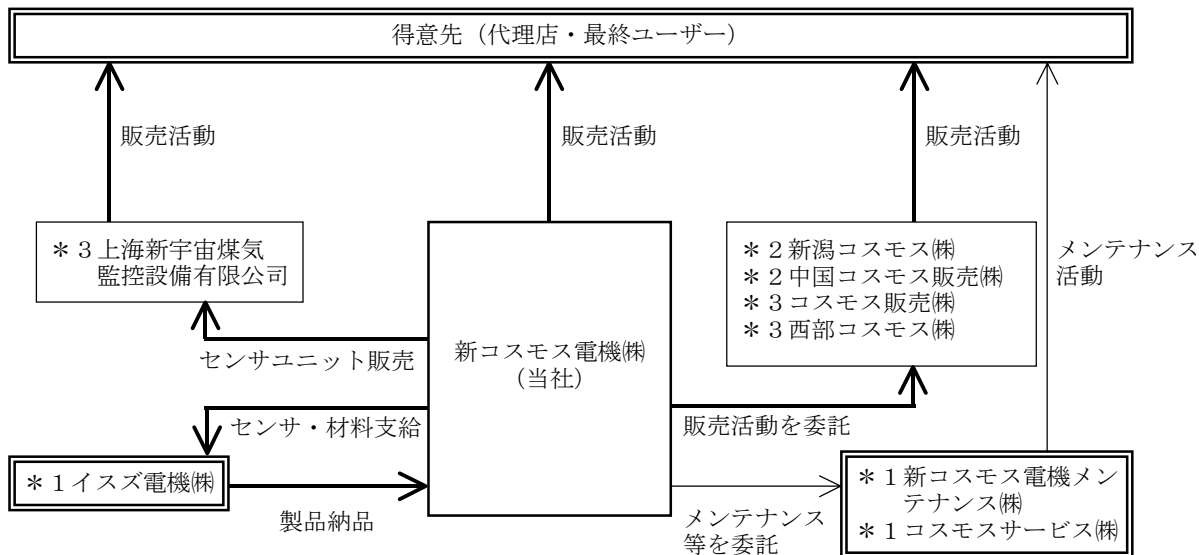 得意先（代理店・最終ユーザー）
販売活動
販売活動
販売活動
＊３上海新宇宙煤気
監控設備有限公司
＊２新潟コスモス㈱
＊２中国コスモス販売㈱
＊３コスモス販売㈱
＊３西部コスモス㈱
メンテナンス
活動
センサユニット販売
新コスモス電機㈱
（当社）
センサ・材料支給
販売活動を委託
＊１イスズ電機㈱
製品納品
メンテナンス
等を委託
＊１新コスモス電機メン
テナンス㈱
＊１コスモスサービス㈱